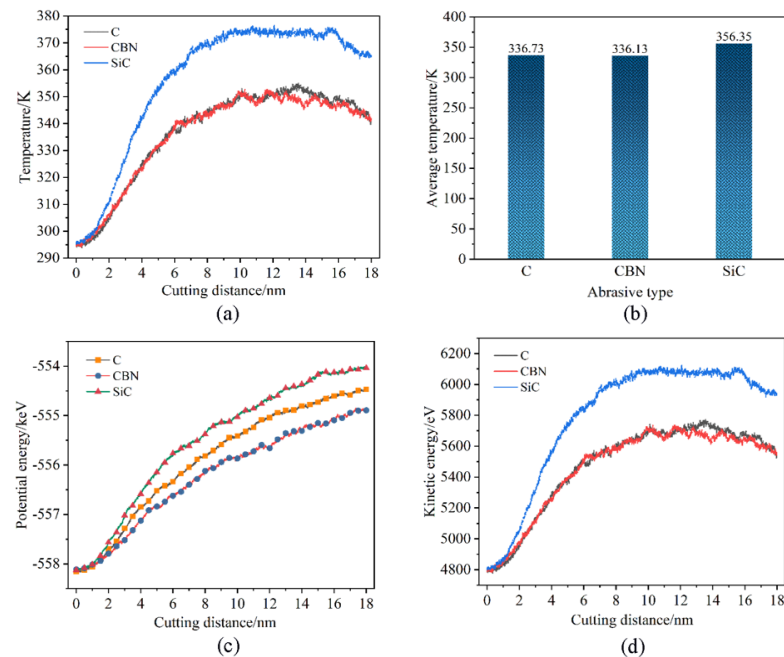 380
370
360
350
340
330
320
310
300
290
Temperature/K
C
CBN
SiC
0 2 4 6 8 10 12 14 16 18
Cutting distance/nm
(a)
400
350
300
250
200
150
100
50
0
Average temperature/K
336.73
336.13
356.35
C CBN SiC
Abrasive type
(b)
-554
-555
-556
-557
-558
Potential energy/keV
C
CBN
SiC
0 2 4 6 8 10 12 14 16 18
Cutting distance/nm
(c)
6200
6000
5800
5600
5400
5200
5000
4800
Kinetic energy/eV
C
CBN
SiC
0 2 4 6 8 10 12 14 16 18
Cutting distance/nm
(d)